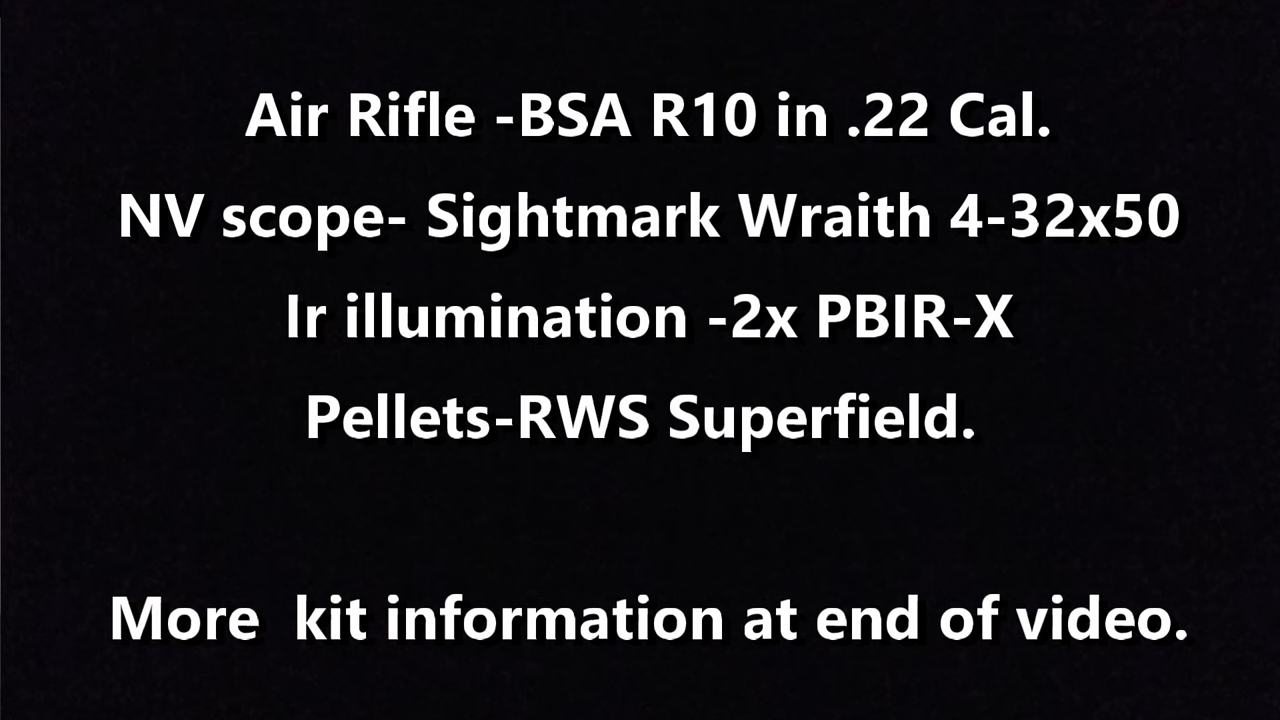 Air Rifle -BSA R10 in .22 Cal.
NV scope- Sightmark Wraith 4-32x50
Ir illumination -2x PBIR-X
Pellets-RWS Superfield.
More  kit information at end of video.